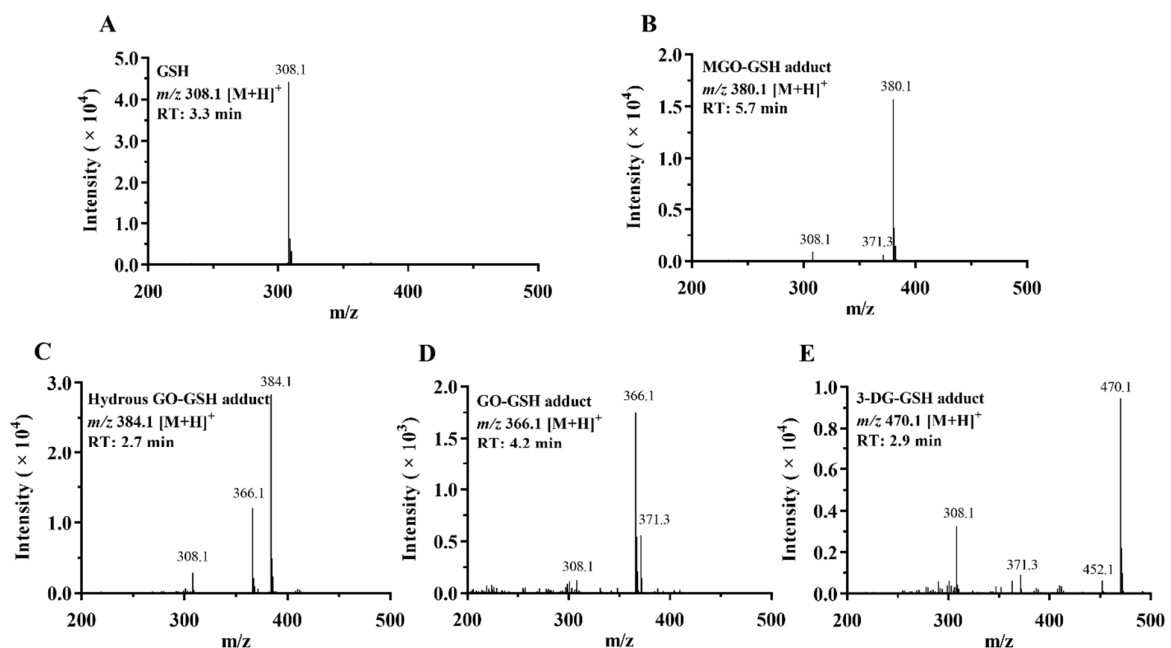 A
GSH
m/z 308.1 [M+H]+
RT: 3.3 min
308.1
5.0
4.0
3.0
2.0
1.0
0.0
Intensity ( × 10^4)
200 300 400 500
m/z
B
MGO-GSH adduct
m/z 380.1 [M+H]+
RT: 5.7 min
380.1
308.1
371.3
2.0
1.5
1.0
0.5
0.0
Intensity ( × 10^4)
200 300 400 500
m/z
C
Hydrous GO-GSH adduct
m/z 384.1 [M+H]+
RT: 2.7 min
384.1
366.1
308.1
3.0
2.0
1.0
0.0
Intensity ( × 10^4)
200 300 400 500
m/z
D
GO-GSH adduct
m/z 366.1 [M+H]+
RT: 4.2 min
366.1
371.3
308.1
2.0
1.5
1.0
0.5
0.0
Intensity ( × 10^3)
200 300 400 500
m/z
E
3-DG-GSH adduct
m/z 470.1 [M+H]+
RT: 2.9 min
470.1
308.1
371.3
452.1
1.0
0.8
0.6
0.4
0.2
0.0
Intensity ( × 10^4)
200 300 400 500
m/z